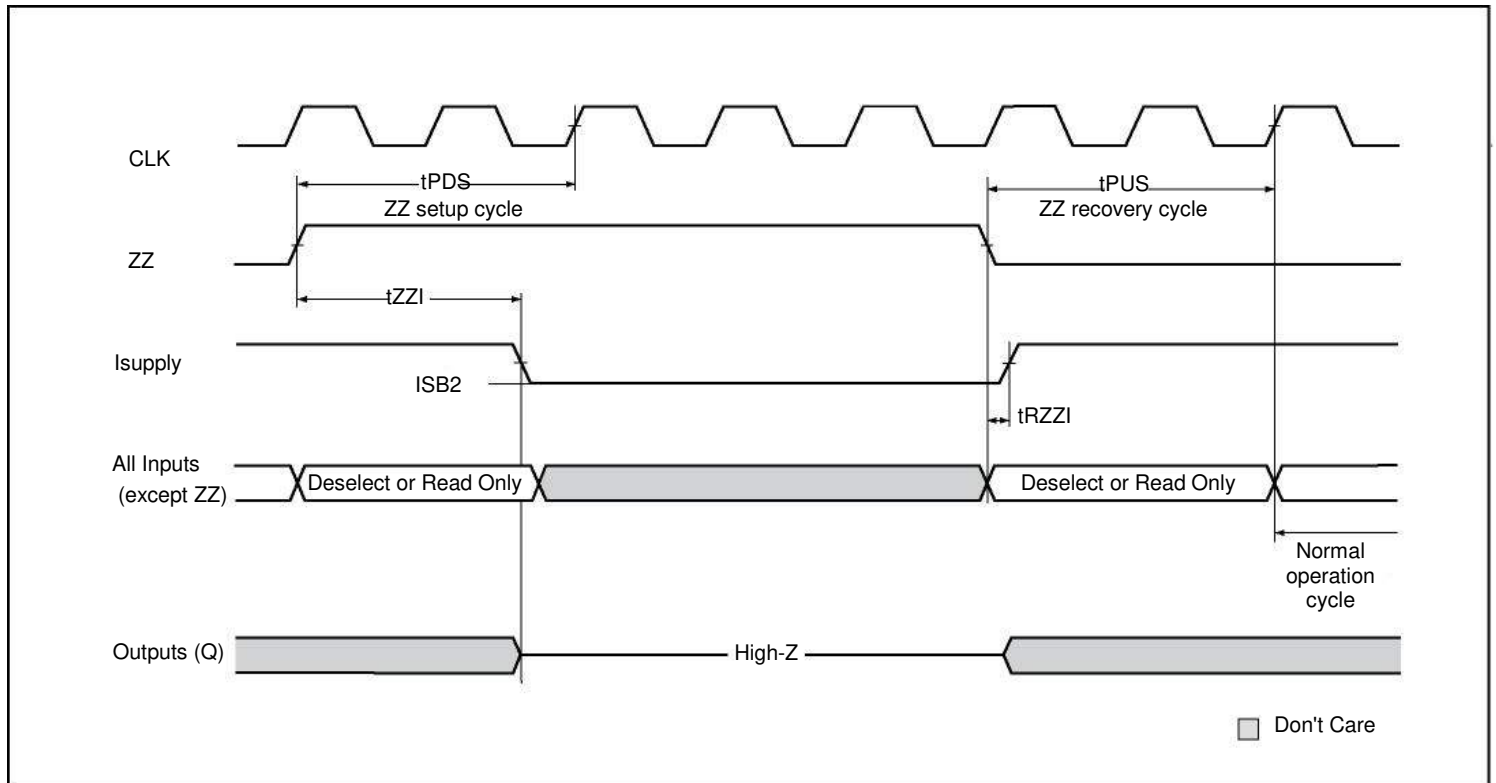 CLK
tPDS
ZZ setup cycle
tPUS
ZZ recovery cycle
ZZ
tZZI
Isupply
ISB2
tRZZI
All Inputs
(except ZZ)
Deselect or Read Only
Deselect or Read Only
Normal
operation
cycle
Outputs (Q)
High-Z
Don't Care